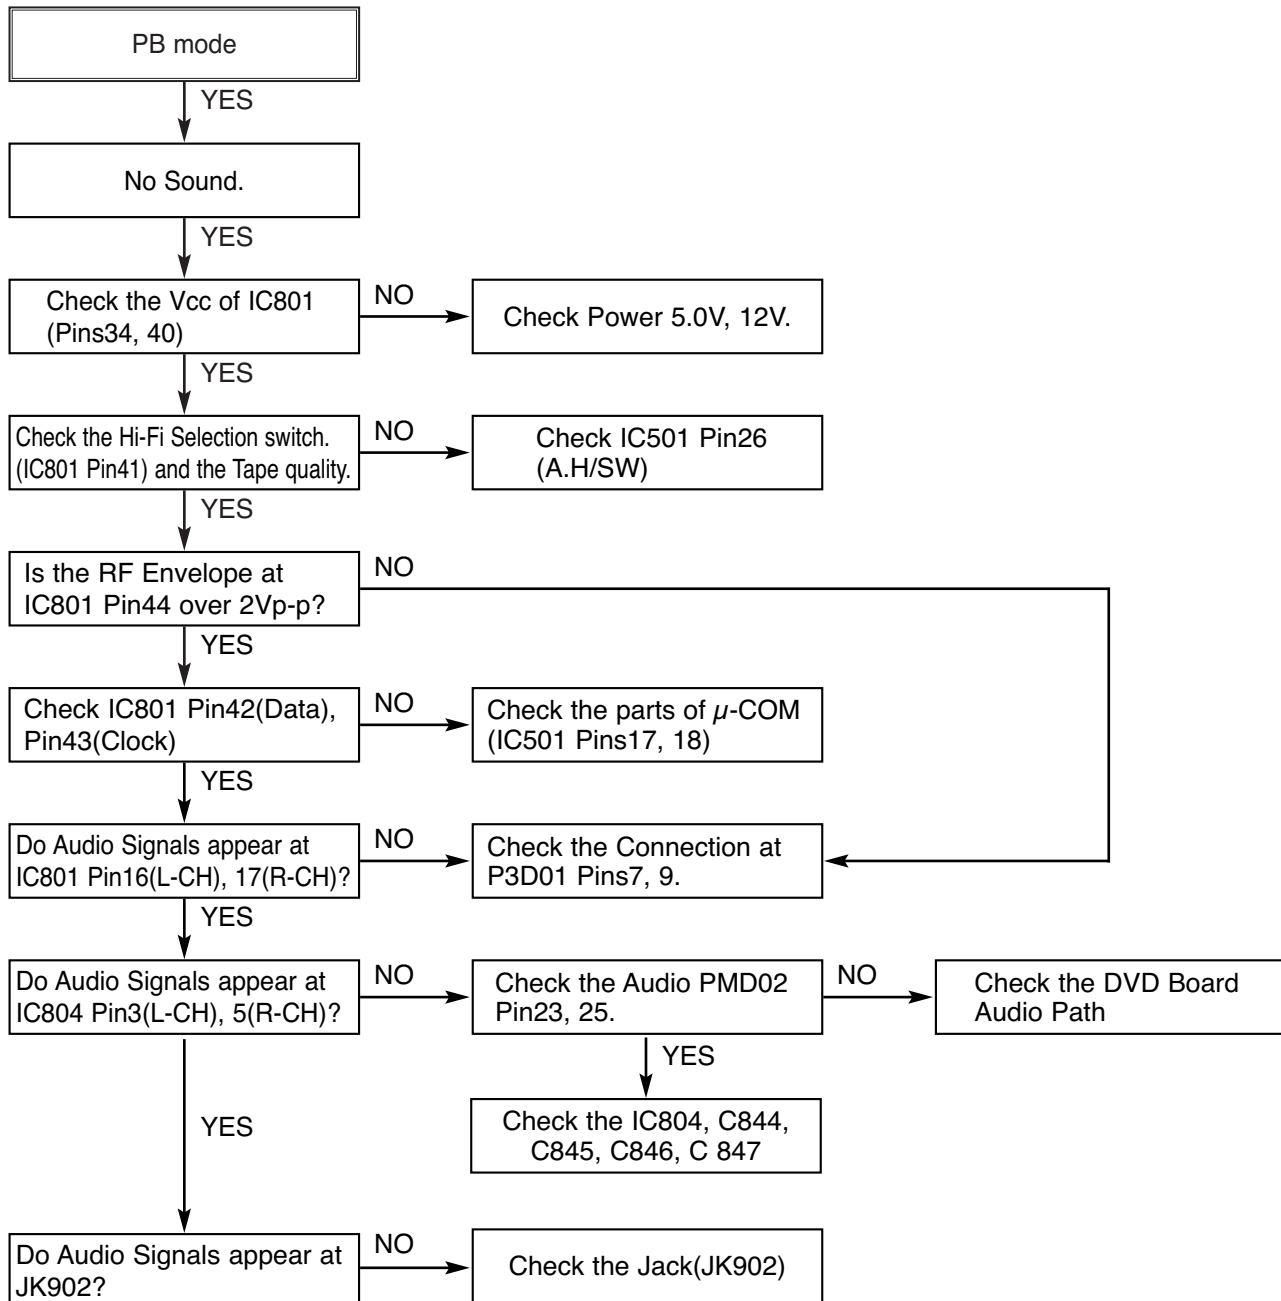 PB mode
YES
No Sound.
YES
Check the Vcc of IC801
(Pins34, 40)
NO
Check Power 5.0V, 12V.
YES
Check the Hi-Fi Selection switch.
(IC801 Pin41) and the Tape quality.
NO
Check IC501 Pin26
(A.H/SW)
YES
Is the RF Envelope at
IC801 Pin44 over 2Vp-p?
NO
YES
Check IC801 Pin42(Data),
Pin43(Clock)
NO
Check the parts of µ-COM
(IC501 Pins17, 18)
YES
Do Audio Signals appear at
IC801 Pin16(L-CH), 17(R-CH)?
NO
Check the Connection at
P3D01 Pins7, 9.
YES
Do Audio Signals appear at
IC804 Pin3(L-CH), 5(R-CH)?
NO
Check the Audio PMD02
Pin23, 25.
NO
Check the DVD Board
Audio Path
YES
Check the IC804, C844,
C845, C846, C 847
YES
Do Audio Signals appear at
JK902?
NO
Check the Jack(JK902)